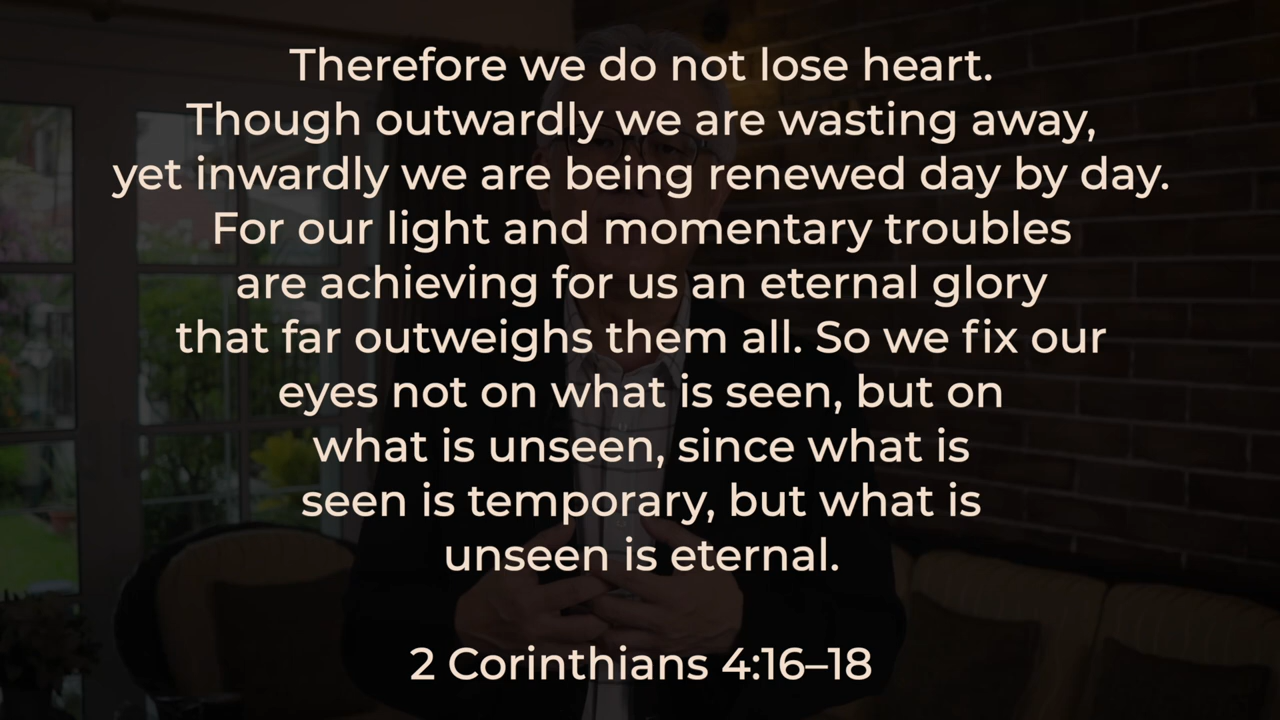 Therefore we do not lose heart.
Though outwardly we are wasting away,
yet inwardly we are being renewed day by day.
For our light and momentary troubles
are achieving for us an eternal glory
that far outweighs them all. So we fix our
eyes not on what is seen, but on
what is unseen, since what is
seen is temporary, but what is
unseen is eternal.
2 Corinthians 4:16–18